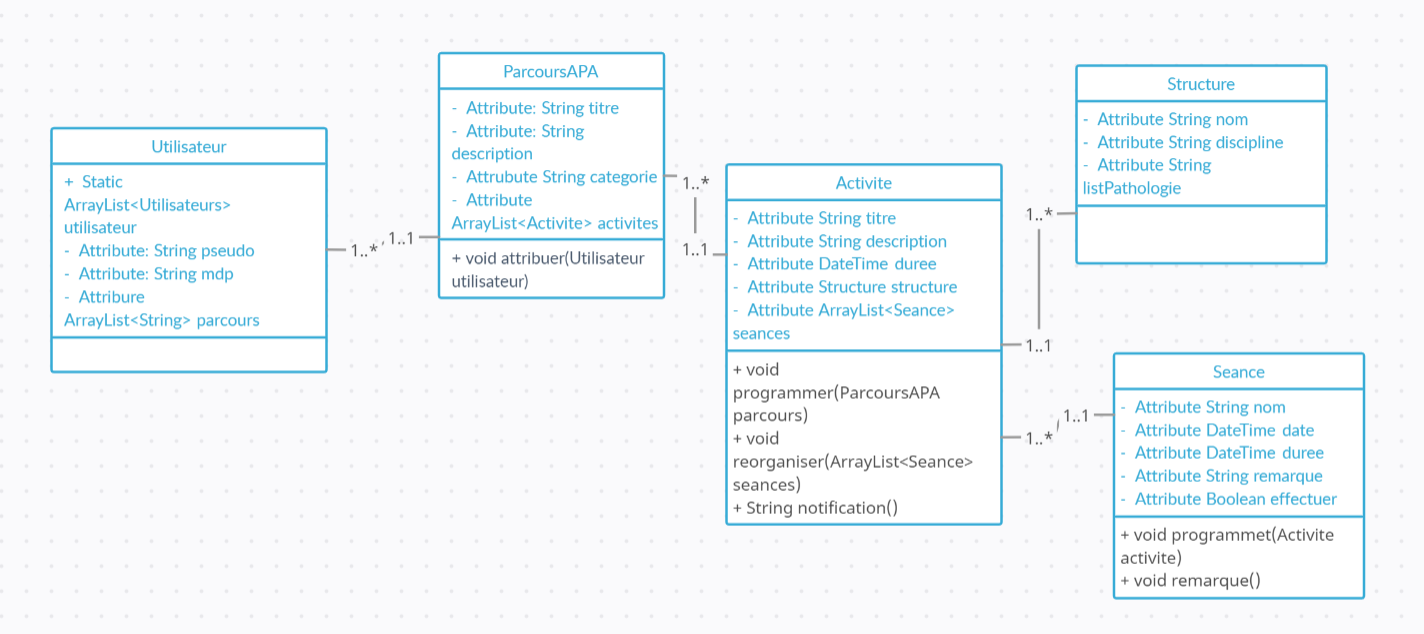 Utilisateur
+ Static
ArrayList<Utilisateurs>
utilisateur
- Attribute: String pseudo
- Attribute: String mdp
- Attribure
ArrayList<String> parcours
1..*
1..1
ParcoursAPA
- Attribute: String titre
- Attribute: String
description
- Attrubute String categorie
- Attribute
ArrayList<Activite> activites
+ void attribuer(Utilisateur
utilisateur)
1..*
1..1
Activite
- Attribute String titre
- Attribute String description
- Attribute DateTime duree
- Attribute Structure structure
- Attribute ArrayList<Seance>
seances
+ void
programmer(ParcoursAPA
parcours)
+ void
reorganiser(ArrayList<Seance>
seances)
+ String notification()
1..*
1..1
Structure
- Attribute String nom
- Attribute String discipline
- Attribute String
listPathologie
1..*
1..1
Seance
- Attribute String nom
- Attribute DateTime date
- Attribute DateTime duree
- Attribute String remarque
- Attribute Boolean effectuer
+ void programmet(Activite
activite)
+ void remarque()